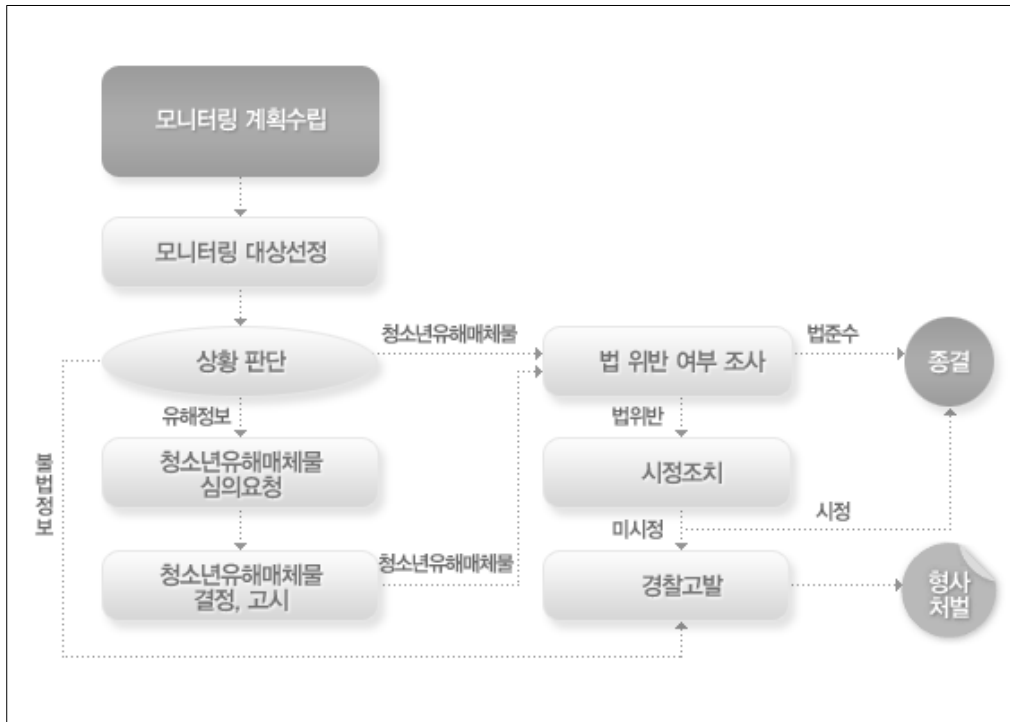 모니터링 계획수립
모니터링 대상선정
상황 판단
청소년유해매체물
법 위반 여부 조사
법준수
종결
유해정보
법위반
불법정보
청소년유해매체물
심의요청
시정조치
미시정
시정
청소년유해매체물
결정, 고시
청소년유해매체물
경찰고발
형사
처벌